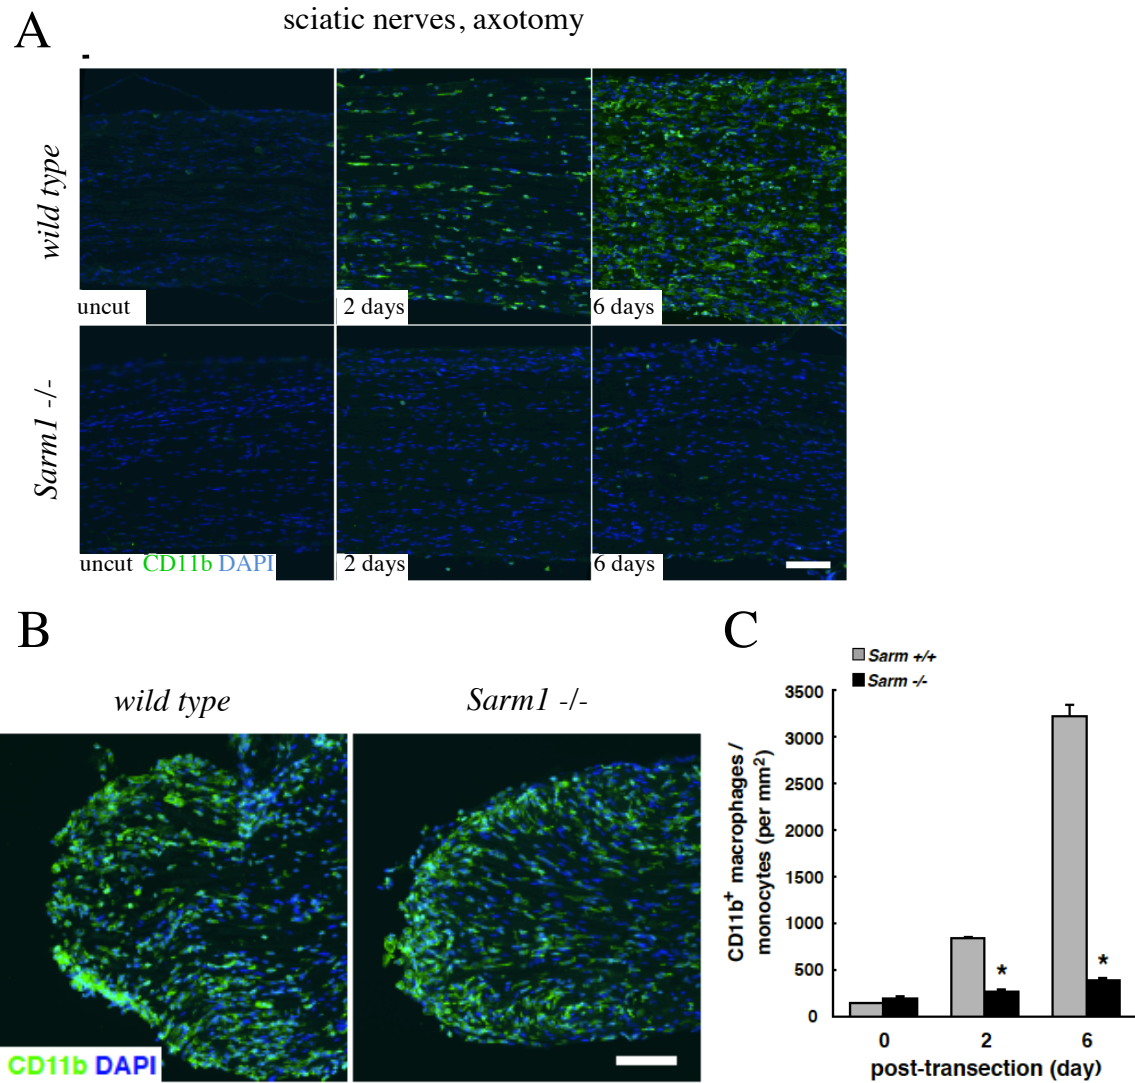 A
sciatic nerves, axotomy
-
wild type
uncut
2 days
6 days
Sarm1 -/-
uncut CD11b DAPI
2 days
6 days
B
wild type
Sarm1 -/-
CD11b DAPI
C
Sarm +/+
Sarm -/-
CD11b+ macrophages /
monocytes (per mm2)
3500
3000
2500
2000
1500
1000
500
0
*
*
0 2 6
post-transection (day)